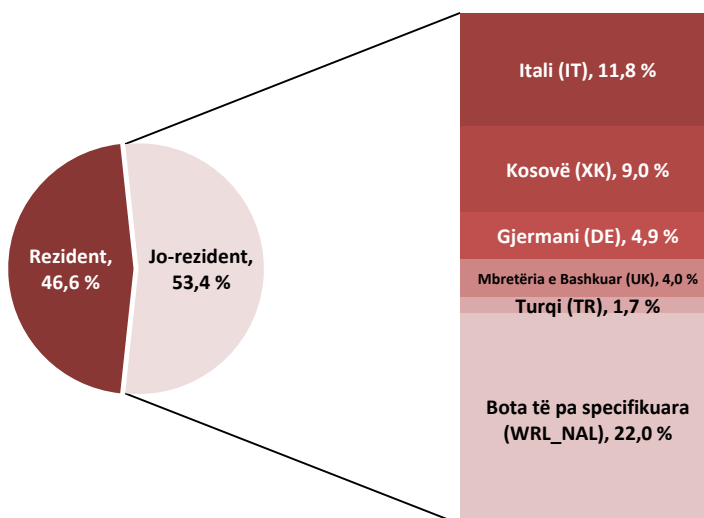 Rezident,
46,6 %
Jo-rezident,
53,4 %
Itali (IT), 11,8 %
Kosovë (XK), 9,0 %
Gjermani (DE), 4,9 %
Mbretëria e Bashkuar (UK), 4,0 %
Turqi (TR), 1,7 %
Bota të pa specifikuara
(WRL_NAL), 22,0 %